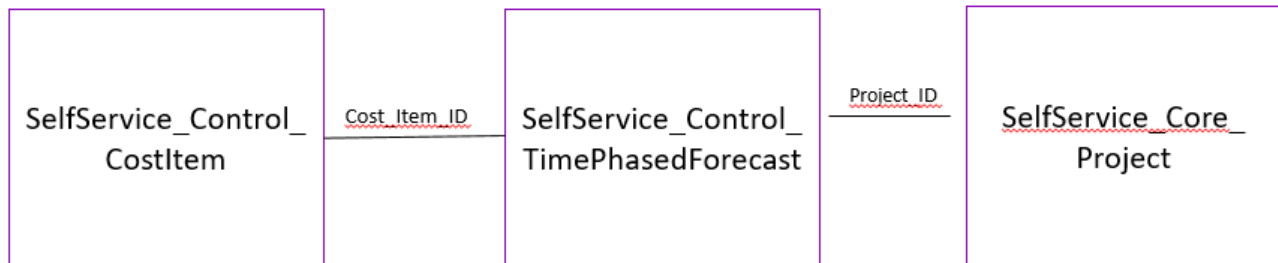 SelfService_Control_
CostItem
Cost_Item_ID
SelfService_Control_
TimePhasedForecast
Project_ID
SelfService_Core_
Project